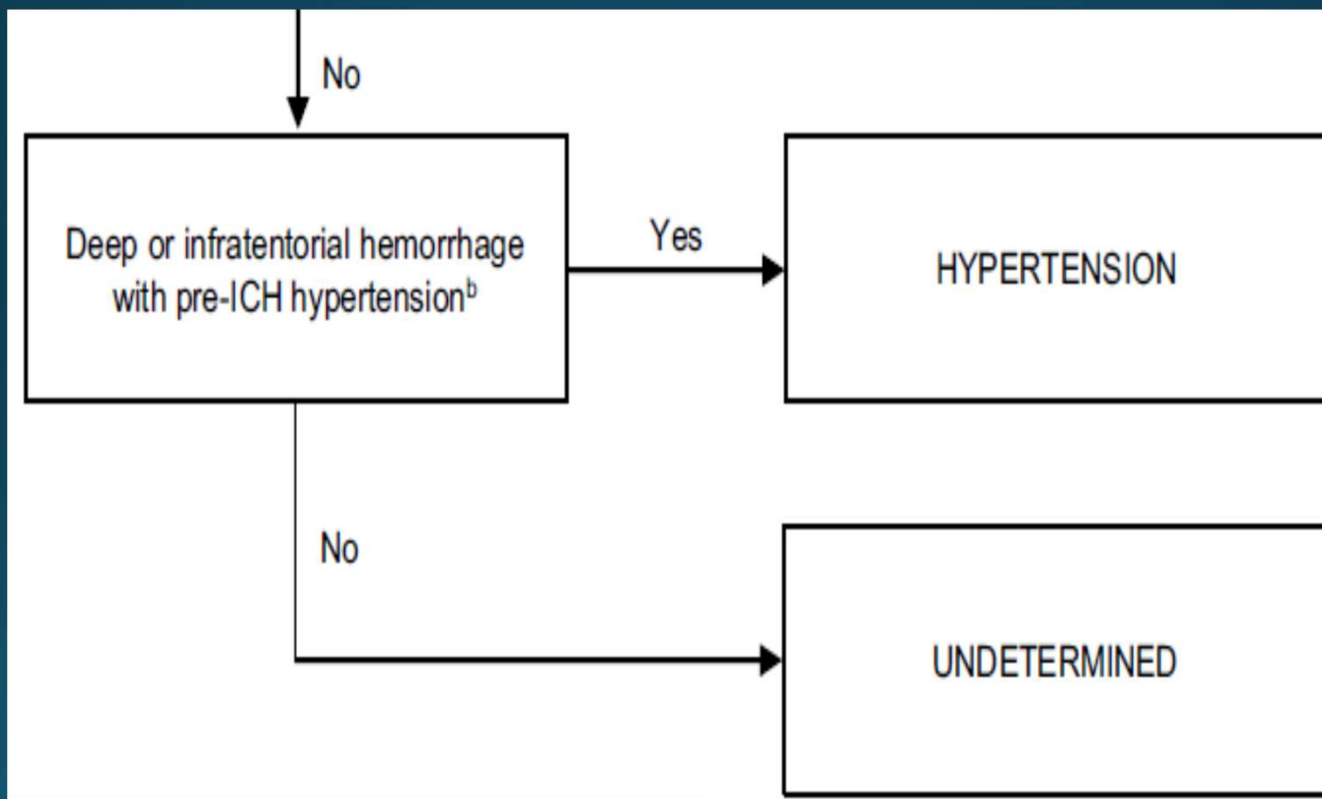 No
Deep or infratentorial hemorrhage
with pre-ICH hypertensionᵇ
Yes
HYPERTENSION
No
UNDETERMINED